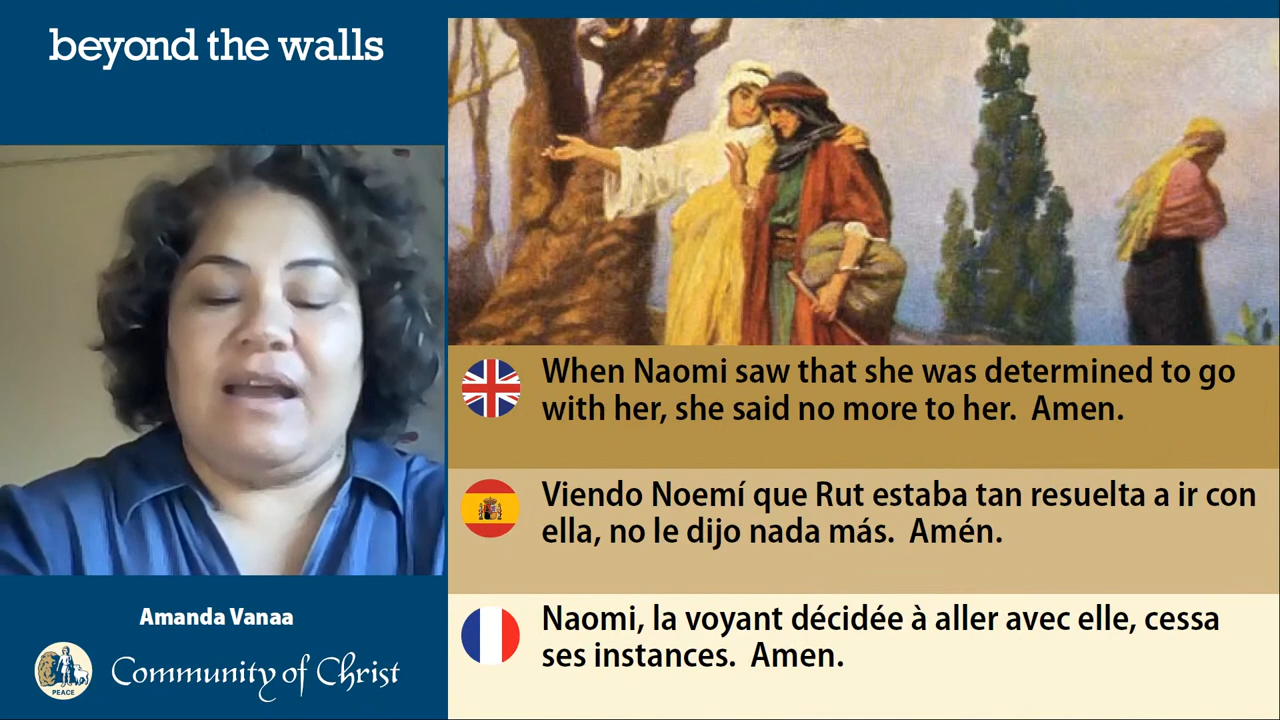 beyond the walls
When Naomi saw that she was determined to go
with her, she said no more to her.  Amen.
Viendo Noemí que Rut estaba tan resuelta a ir con
ella, no le dijo nada más.  Amén.
Naomi, la voyant décidée à aller avec elle, cessa
ses instances.  Amen.
Amanda Vanaa
PEACE
Community of Christ